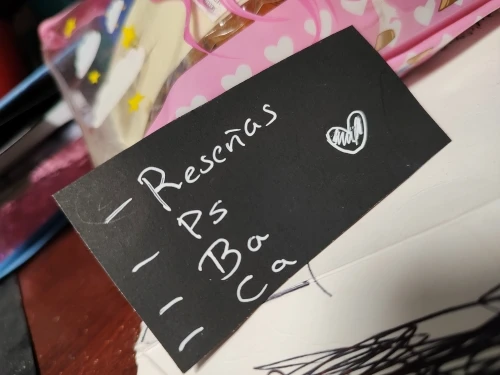 - Reseñas
- Ps
- Ba
- Ca